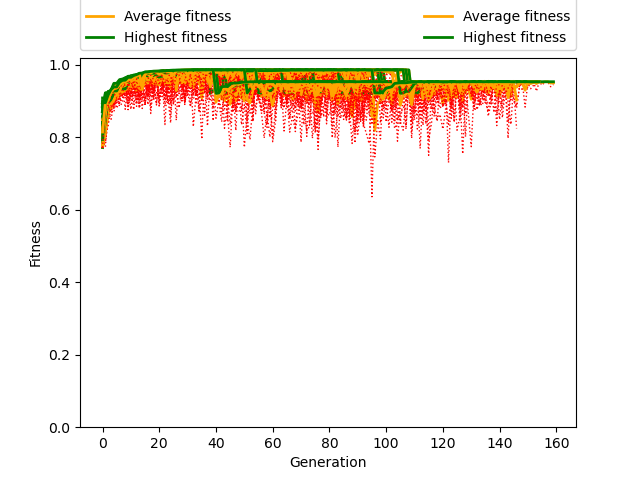 Average fitness Average fitness
Highest fitness Highest fitness
1.0
0.8
0.6
0.4
0.2
0.0
Fitness
0 20 40 60 80 100 120 140 160
Generation